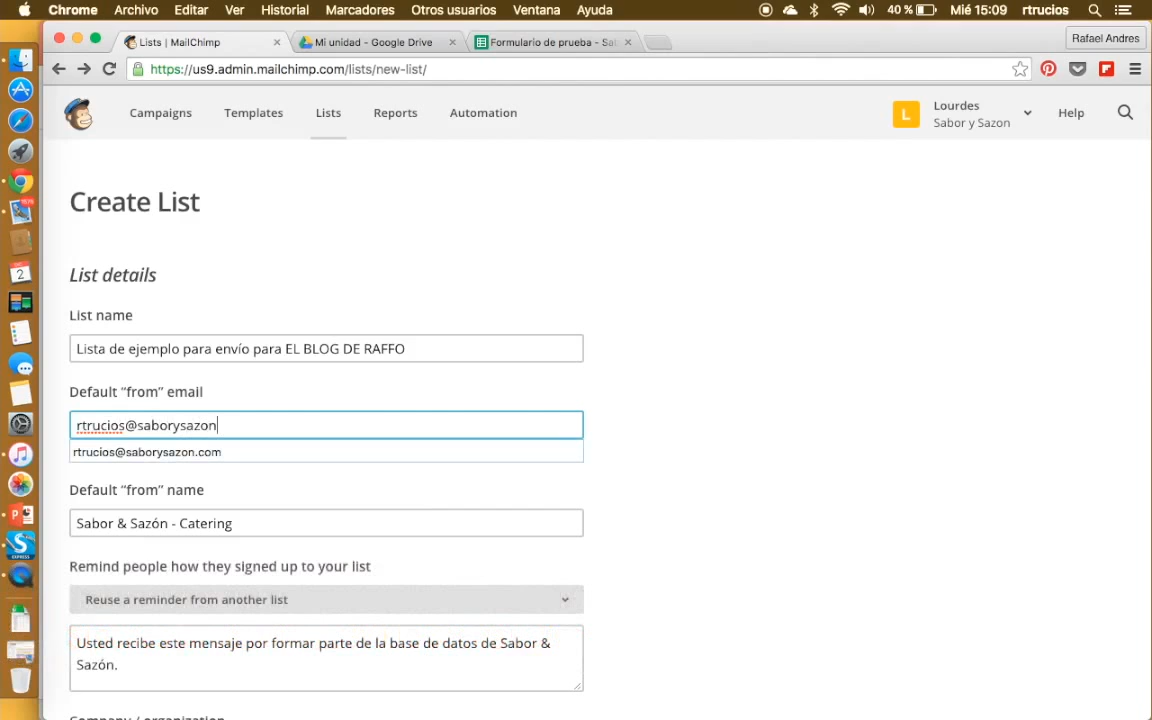 Chrome Archivo Editar Ver Historial Marcadores Otros usuarios Ventana Ayuda 40 % Mié 15:09 rtrucios
Lists | MailChimp Mi unidad - Google Drive Formulario de prueba - Sa Rafael Andres
https://us9.admin.mailchimp.com/lists/new-list/
Campaigns Templates Lists Reports Automation L Lourdes Help
Sabor y Sazon
Create List
List details
List name
Lista de ejemplo para envío para EL BLOG DE RAFFO
Default “from” email
rtrucios@saborysazon
rtrucios@saborysazon.com
Default “from” name
Sabor & Sazón - Catering
Remind people how they signed up to your list
Reuse a reminder from another list
Usted recibe este mensaje por formar parte de la base de datos de Sabor &
Sazón.
Company / organization
2
S
EXPRESS